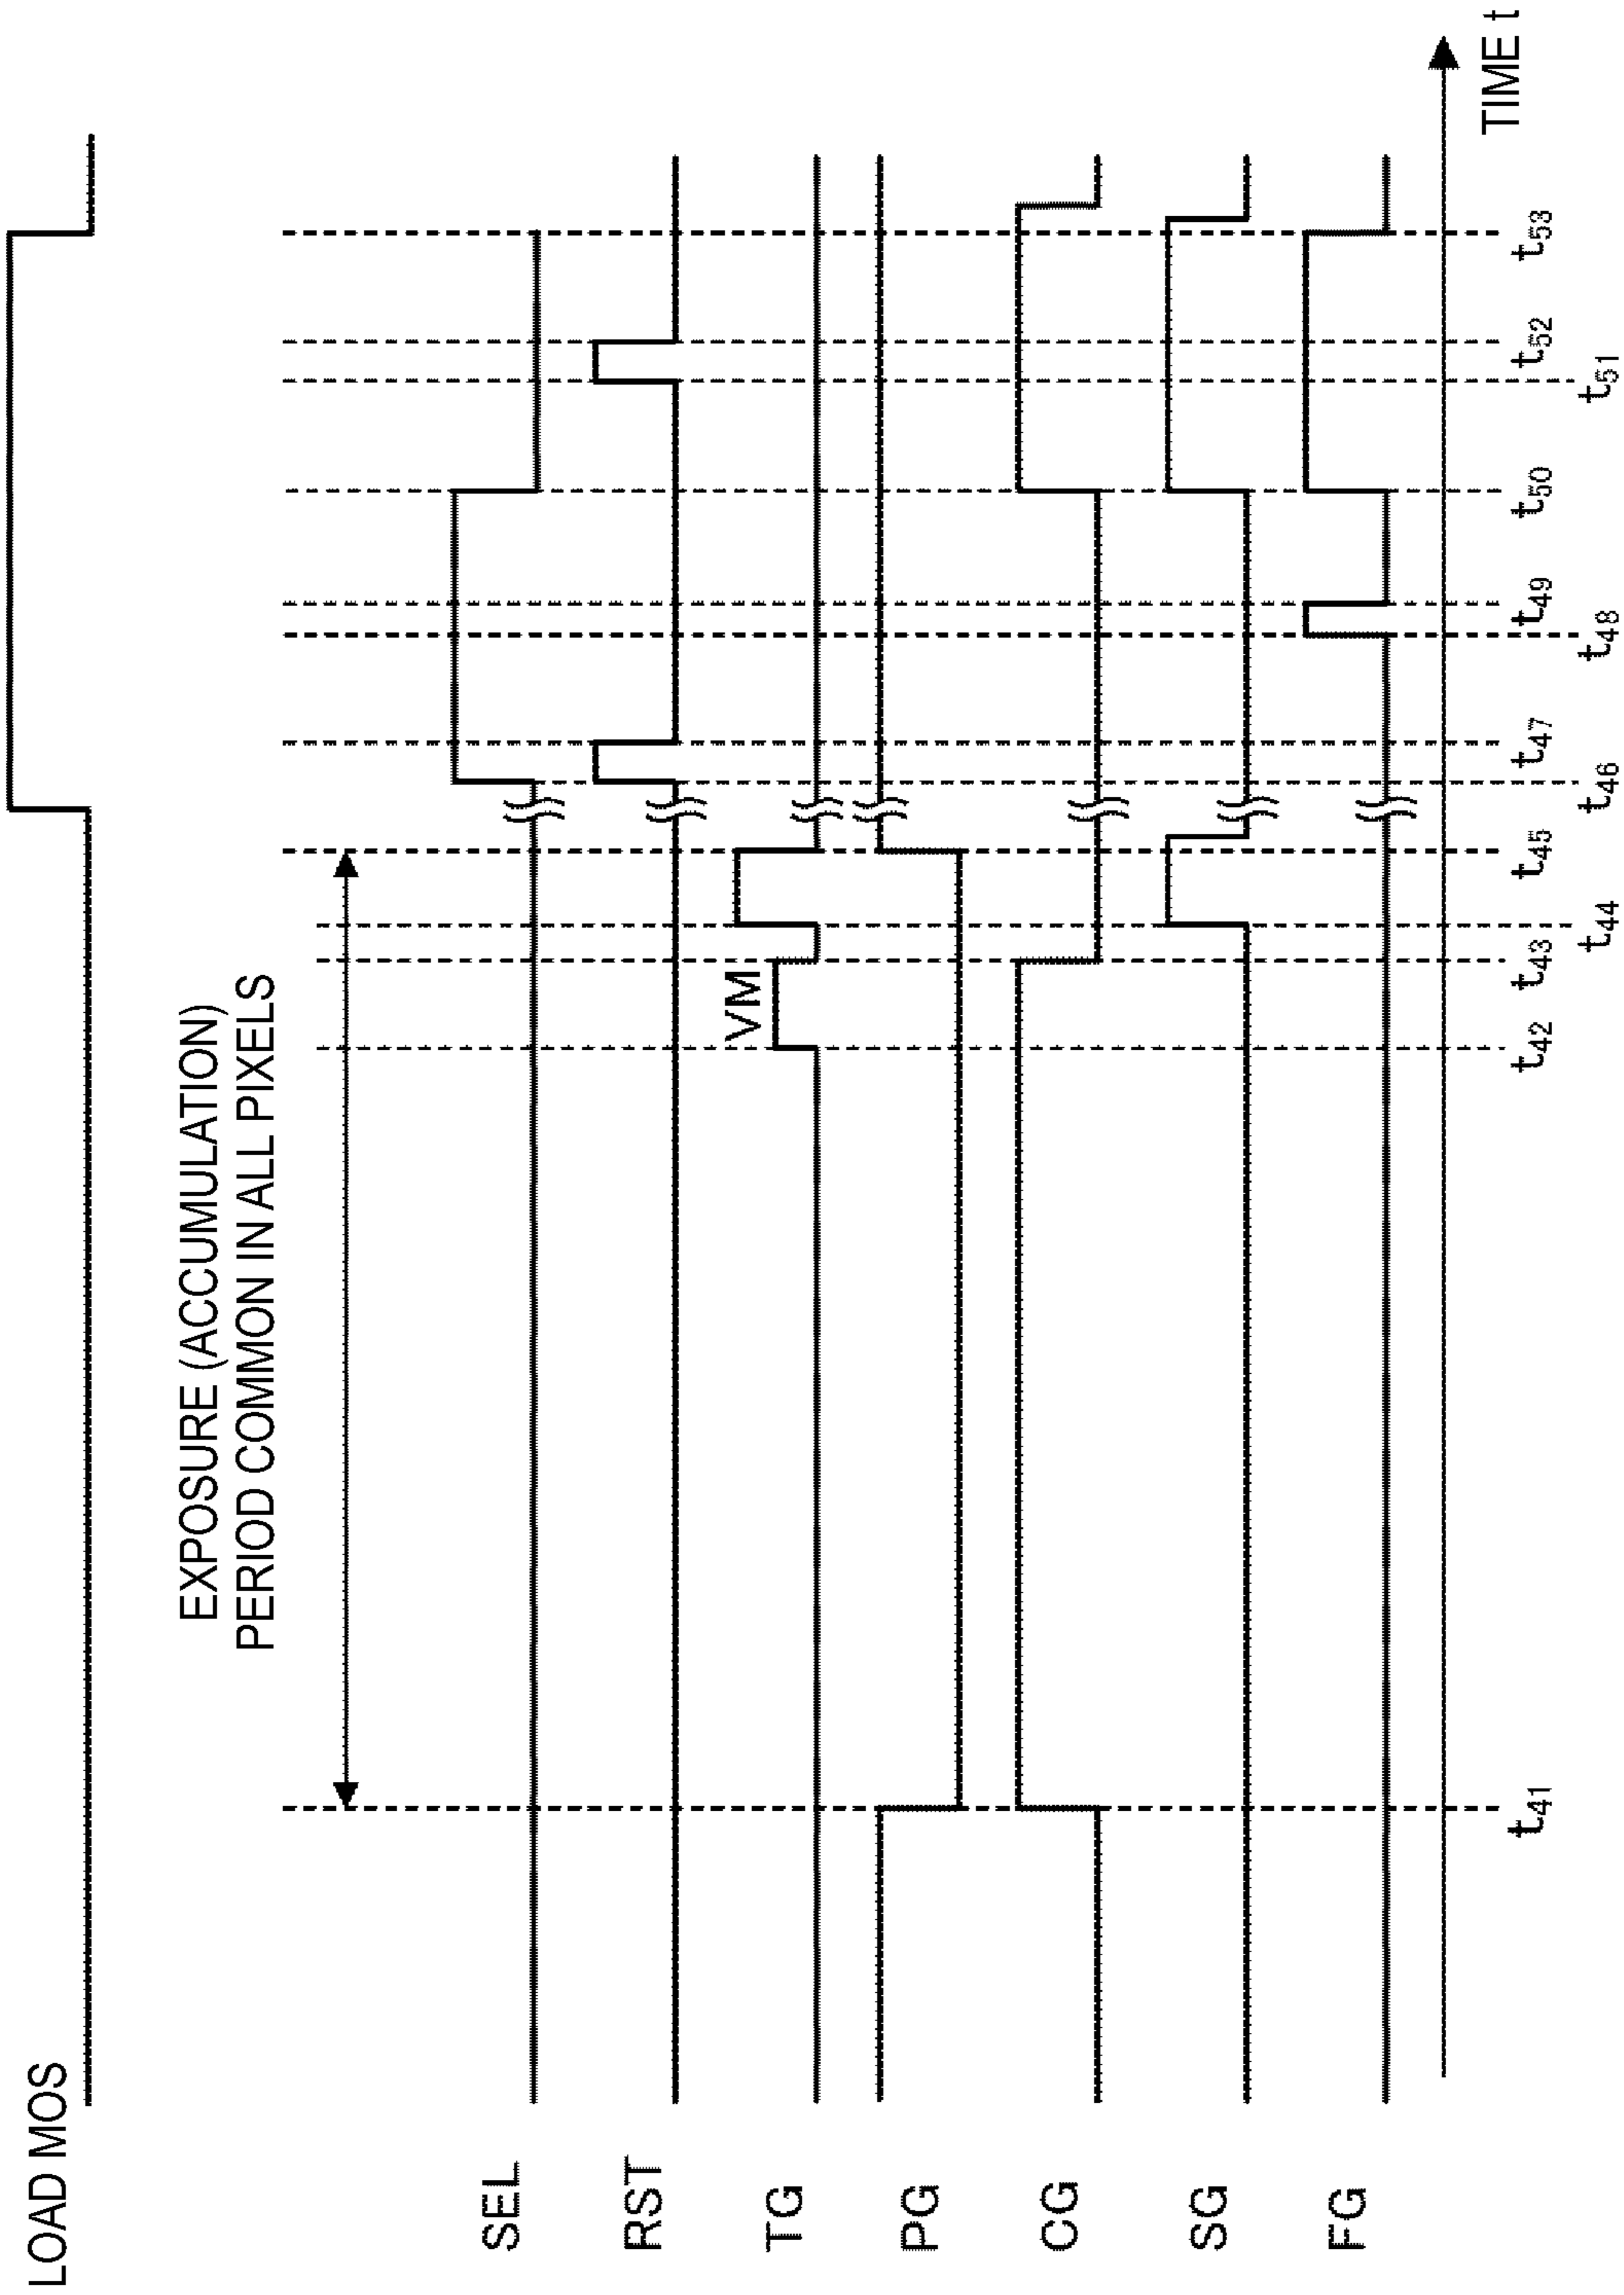 LOAD MOS
EXPOSURE (ACCUMULATION)
PERIOD COMMON IN ALL PIXELS
SEL
RST
TG
VM
PG
CG
SG
FG
TIME t
t41
t42
t43
t44
t45
t46
t47
t48
t49
t50
t51
t52
t53